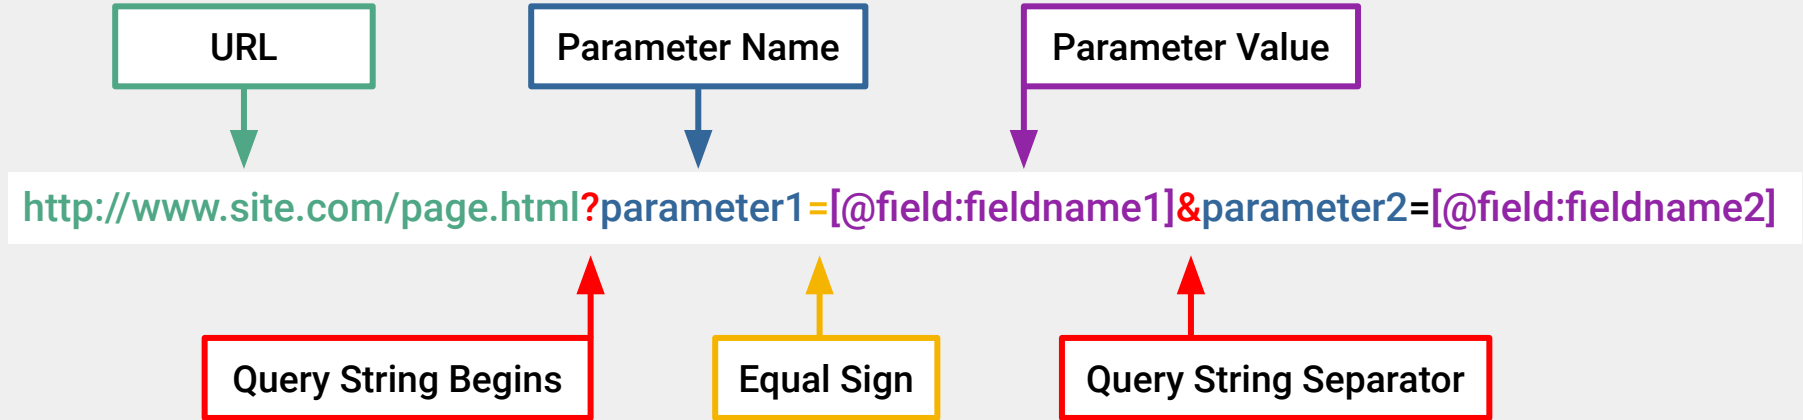 URL
Parameter Name
Parameter Value
http://www.site.com/page.html?parameter1=[@field:fieldname1]&parameter2=[@field:fieldname2]
Query String Begins
Equal Sign
Query String Separator